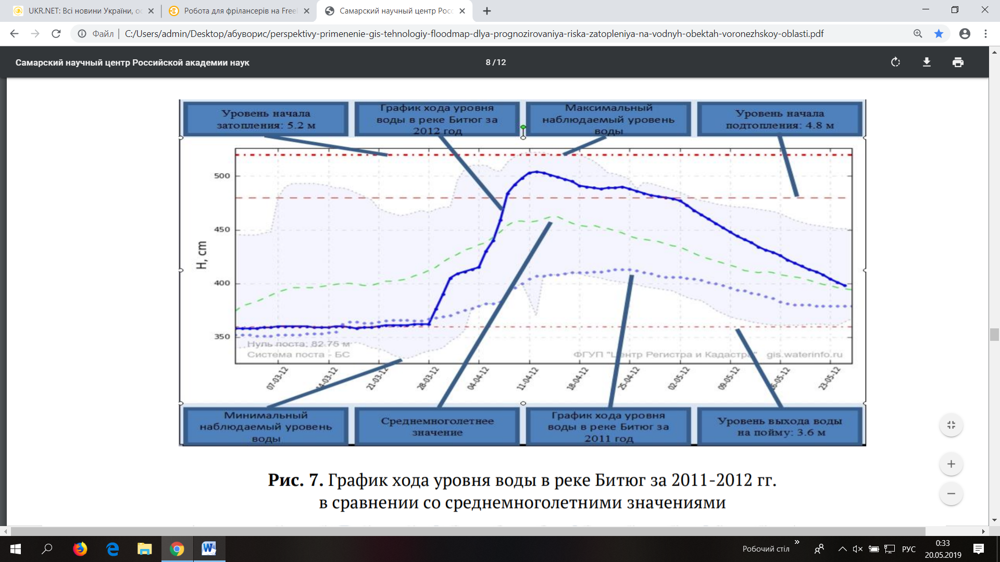 UKR.NET: Всі новини України, ос
Робота для фрілансерів на Free
Самарский научный центр Росс
Файл
C:/Users/admin/Desktop/абуворис/perspektivy-primenenie-gis-tehnologiy-floodmap-dlya-prognozirovaniya-riska-zatopleniya-na-vodnyh-obektah-voronezhskoy-oblasti.pdf
Самарский научный центр Российской академии наук
8 / 12
Уровень начала
затопления: 5.2 м
График хода уровня
воды в реке Битюг за
2012 год
Максимальный
наблюдаемый уровень
воды
Уровень начала
подтопления: 4.8 м
500
450
400
350
H, cm
Нуль поста: 82.75 м
Система поста - БС
ФГУП "Центр Регистра и Кадастра"
gis.waterinfo.ru
07-03-12
14-03-12
21-03-12
28-03-12
04-04-12
11-04-12
18-04-12
25-04-12
02-05-12
09-05-12
16-05-12
23-05-12
Минимальный
наблюдаемый уровень
воды
Среднемноголетнее
значение
График хода уровня
воды в реке Битюг за
2011 год
Уровень выхода воды
на пойму: 3.6 м
Рис. 7. График хода уровня воды в реке Битюг за 2011-2012 гг.
в сравнении со среднемноголетними значениями
Робочий стіл
РУС
0:33
20.05.2019